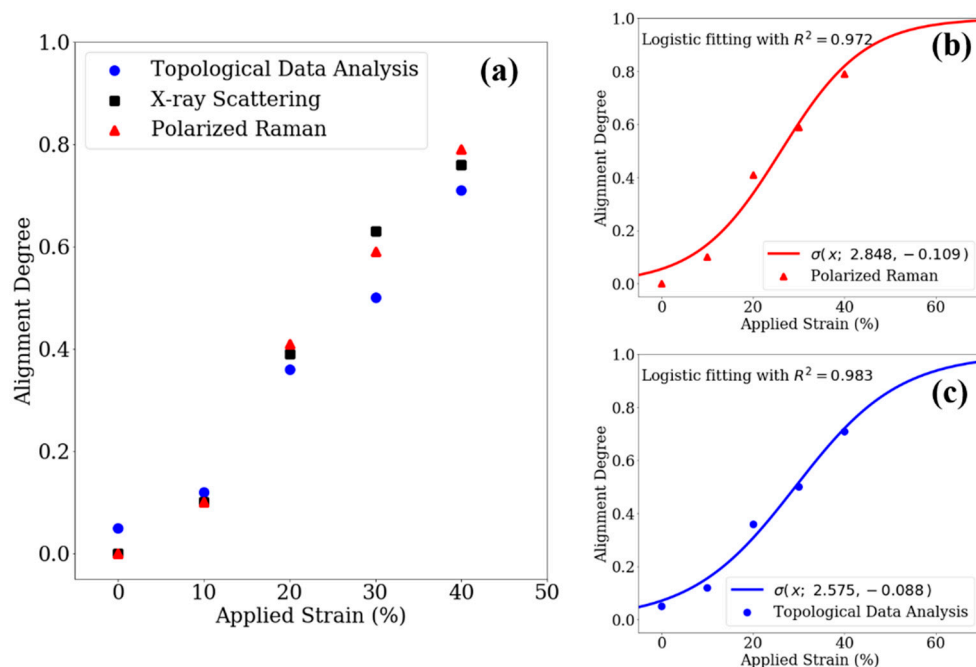 (a)
Topological Data Analysis
X-ray Scattering
Polarized Raman
1.0
0.8
0.6
0.4
0.2
0.0
Alignment Degree
0 10 20 30 40 50
Applied Strain (%)
(b)
Logistic fitting with R² = 0.972
1.0
0.8
0.6
0.4
0.2
0.0
Alignment Degree
σ(x; 2.848, −0.109)
Polarized Raman
0 20 40 60
Applied Strain (%)
(c)
Logistic fitting with R² = 0.983
1.0
0.8
0.6
0.4
0.2
0.0
Alignment Degree
σ(x; 2.575, −0.088)
Topological Data Analysis
0 20 40 60
Applied Strain (%)